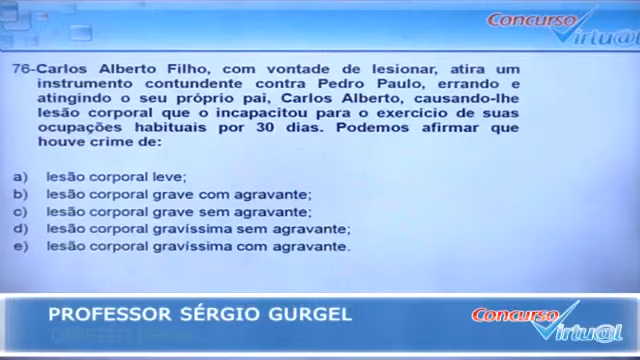 Concurso
Virtu@l
76-Carlos Alberto Filho, com vontade de lesionar, atira um
instrumento contundente contra Pedro Paulo, errando e
atingindo o seu próprio pai, Carlos Alberto, causando-lhe
lesão corporal que o incapacitou para o exercício de suas
ocupações habituais por 30 dias. Podemos afirmar que
houve crime de:
a) lesão corporal leve;
b) lesão corporal grave com agravante;
c) lesão corporal grave sem agravante;
d) lesão corporal gravíssima sem agravante;
e) lesão corporal gravíssima com agravante.
PROFESSOR SÉRGIO GURGEL
Concurso
Virtu@l